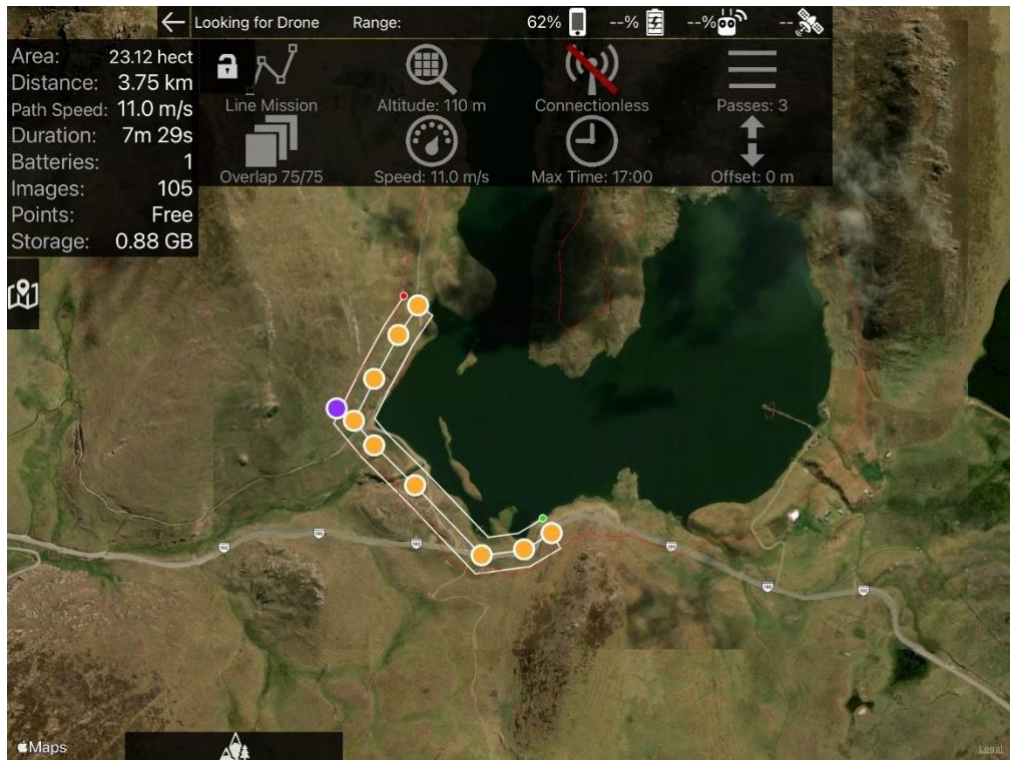 Looking for Drone Range: 62% --% --% --
Area: 23.12 hect
Distance: 3.75 km
Path Speed: 11.0 m/s
Duration: 7m 29s
Batteries: 1
Images: 105
Points: Free
Storage: 0.88 GB
Line Mission Altitude: 110 m Connectionless Passes: 3
Overlap 75/75 Speed: 11.0 m/s Max Time: 17:00 Offset: 0 m
Maps
Legal